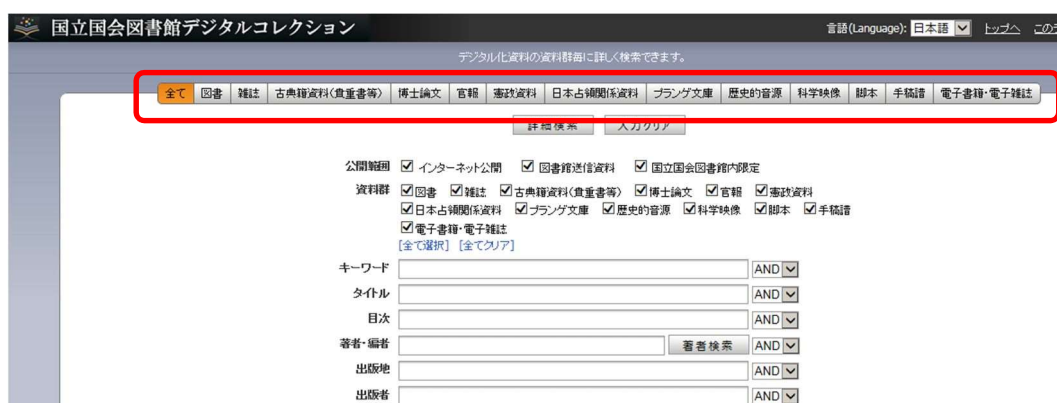 国立国会図書館デジタルコレクション 言語(Language): 日本語 トップへ
デジタル化資料の資料群毎に詳しく検索できます。
全て 図書 雑誌 古典籍資料(貴重書等) 博士論文 官報 憲政資料 日本占領関係資料 プランゲ文庫 歴史的音源 科学映像 脚本 手稿譜 電子書籍・電子雑誌
詳細検索 入力クリア
公開範囲 インターネット公開 図書館送信資料 国立国会図書館内限定
資料群 図書 雑誌 古典籍資料(貴重書等) 博士論文 官報 憲政資料
日本占領関係資料 プランゲ文庫 歴史的音源 科学映像 脚本 手稿譜
電子書籍・電子雑誌
[全て選択] [全てクリア]
キーワード AND
タイトル AND
目次 AND
著者・編者 著者検索 AND
出版地 AND
出版者 AND